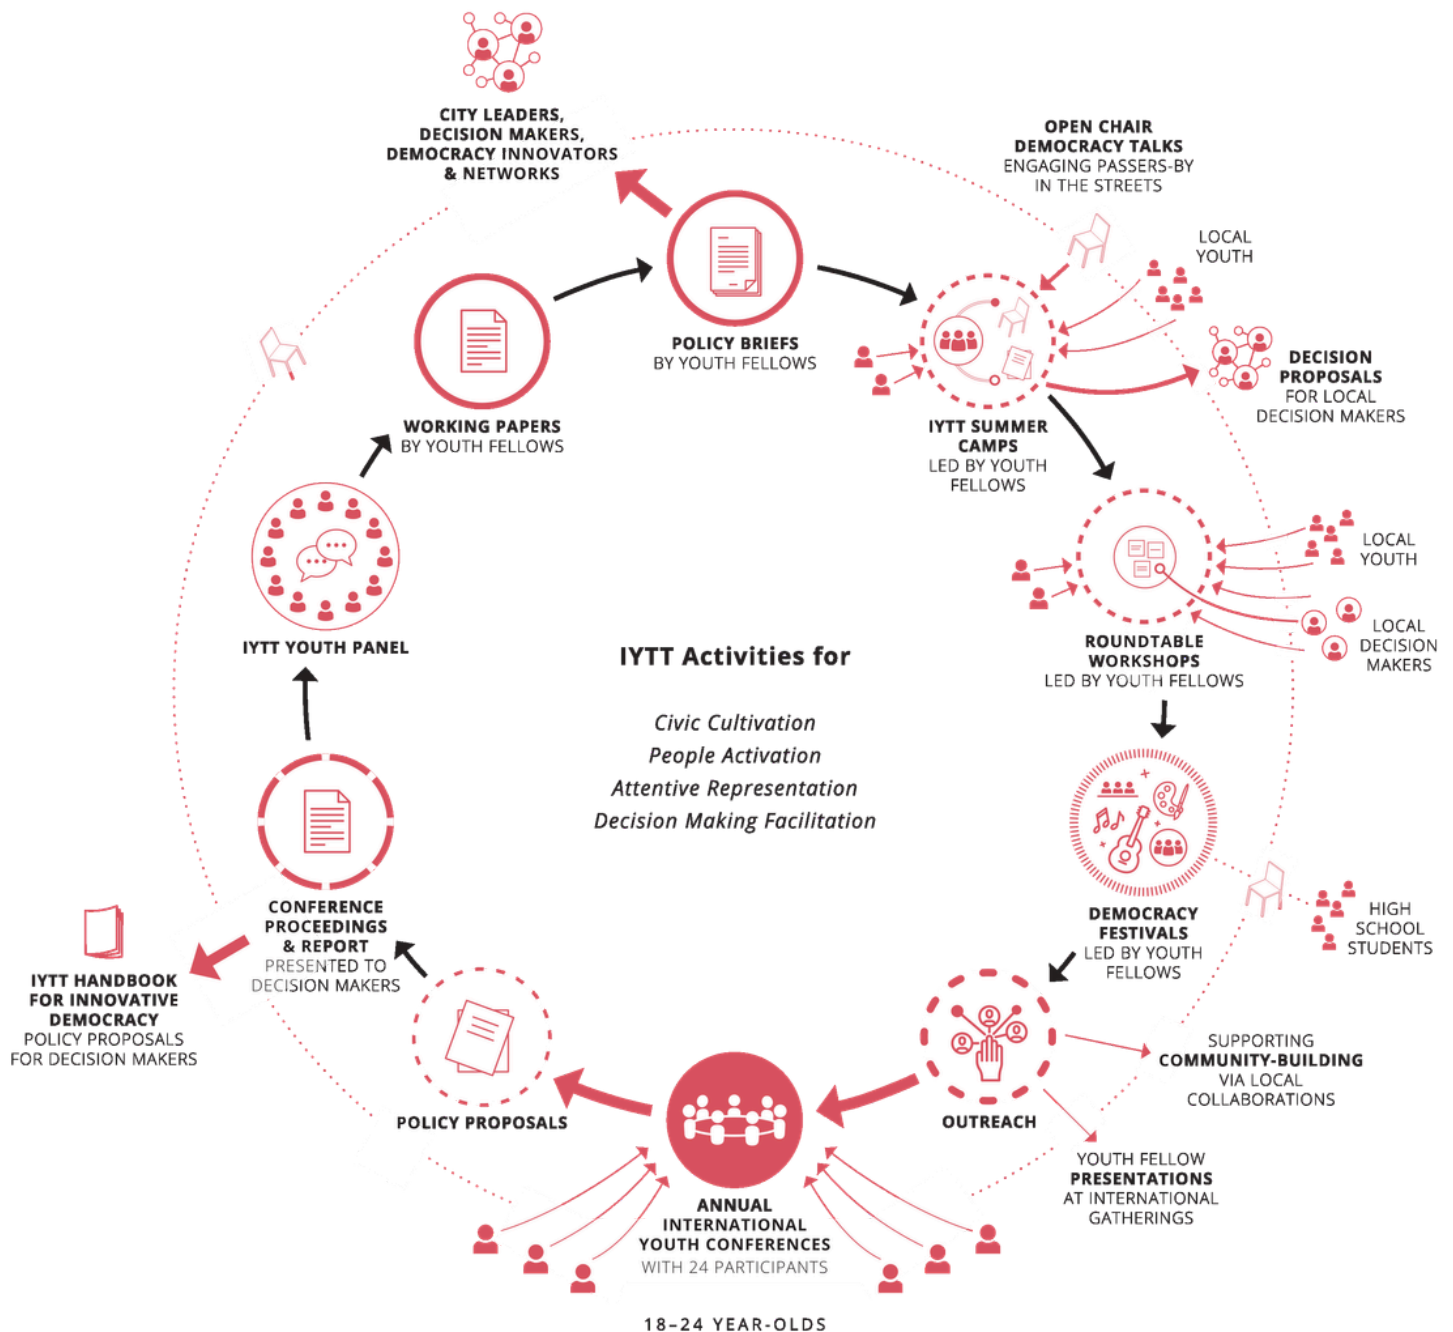 CITY LEADERS,
DECISION MAKERS,
DEMOCRACY INNOVATORS
& NETWORKS
OPEN CHAIR
DEMOCRACY TALKS
ENGAGING PASSERS-BY
IN THE STREETS
LOCAL
YOUTH
POLICY BRIEFS
BY YOUTH FELLOWS
DECISION
PROPOSALS
FOR LOCAL
DECISION MAKERS
WORKING PAPERS
BY YOUTH FELLOWS
IYTT SUMMER
CAMPS
LED BY YOUTH
FELLOWS
LOCAL
YOUTH
IYTT YOUTH PANEL
ROUNDTABLE
WORKSHOPS
LED BY YOUTH FELLOWS
LOCAL
DECISION
MAKERS
IYTT Activities for
Civic Cultivation
People Activation
Attentive Representation
Decision Making Facilitation
CONFERENCE
PROCEEDINGS
& REPORT
PRESENTED TO
DECISION MAKERS
DEMOCRACY
FESTIVALS
LED BY YOUTH
FELLOWS
HIGH
SCHOOL
STUDENTS
IYTT HANDBOOK
FOR INNOVATIVE
DEMOCRACY
POLICY PROPOSALS
FOR DECISION MAKERS
POLICY PROPOSALS
OUTREACH
SUPPORTING
COMMUNITY-BUILDING
VIA LOCAL
COLLABORATIONS
YOUTH FELLOW
PRESENTATIONS
AT INTERNATIONAL
GATHERINGS
ANNUAL
INTERNATIONAL
YOUTH CONFERENCES
WITH 24 PARTICIPANTS
18–24 YEAR-OLDS